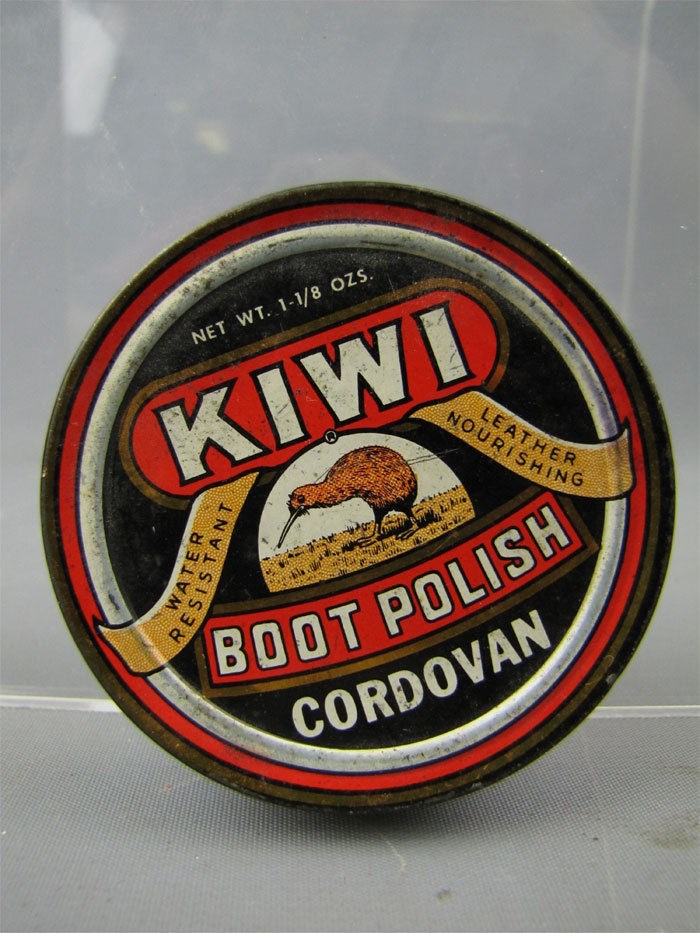 NET WT. 1-1/8 OZS.
KIWI
®
LEATHER
NOURISHING
WATER
RESISTANT
BOOT POLISH
CORDOVAN